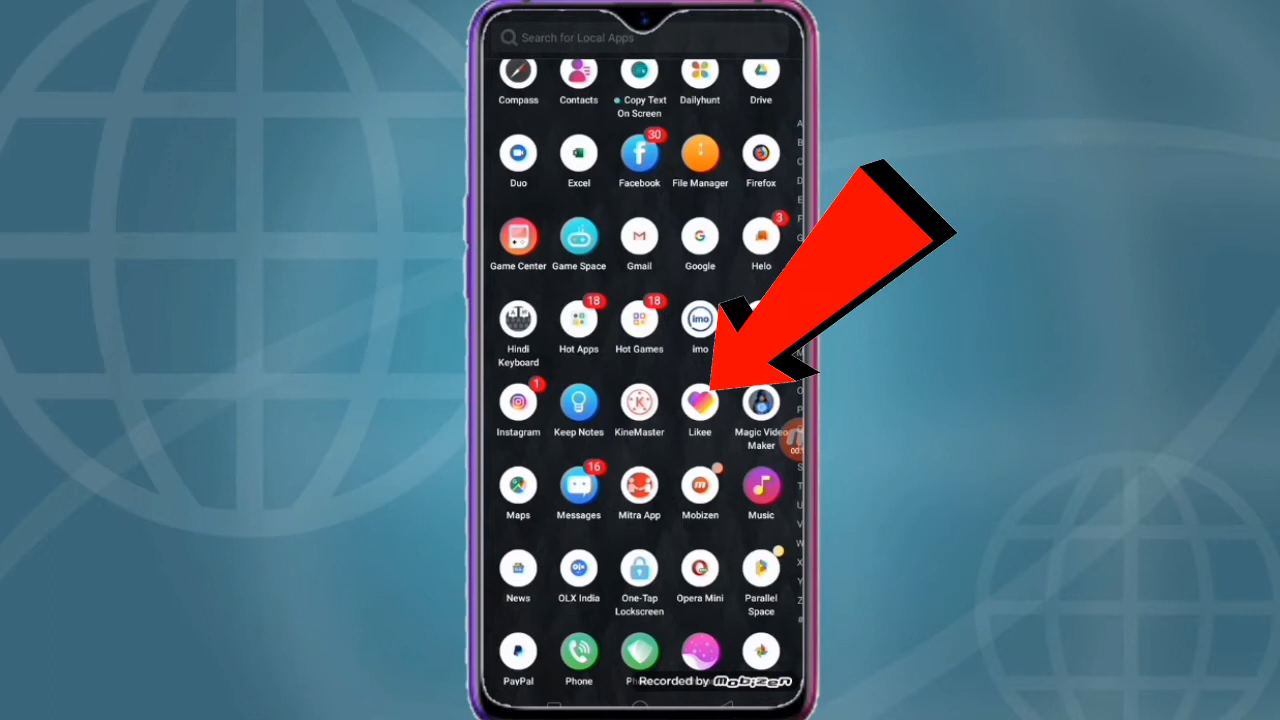 Search for Local Apps
Compass Contacts Copy Text On Screen Dailyhunt Drive
A
B
C
30
Duo Excel Facebook File Manager Firefox
D
E
F
3
G
Game Center Game Space Gmail Google Helo
18 18
imo
Hindi Keyboard Hot Apps Hot Games imo
M
O
P
1
K
Instagram Keep Notes KineMaster Likee Magic Video Maker
00:
S
16
T
U
Maps Messages Mitra App Mobizen Music
V
W
X
OLX
Y
News OLX India One-Tap Lockscreen Opera Mini Parallel Space
Z
#
PayPal Phone Ph
Recorded by Mobizen